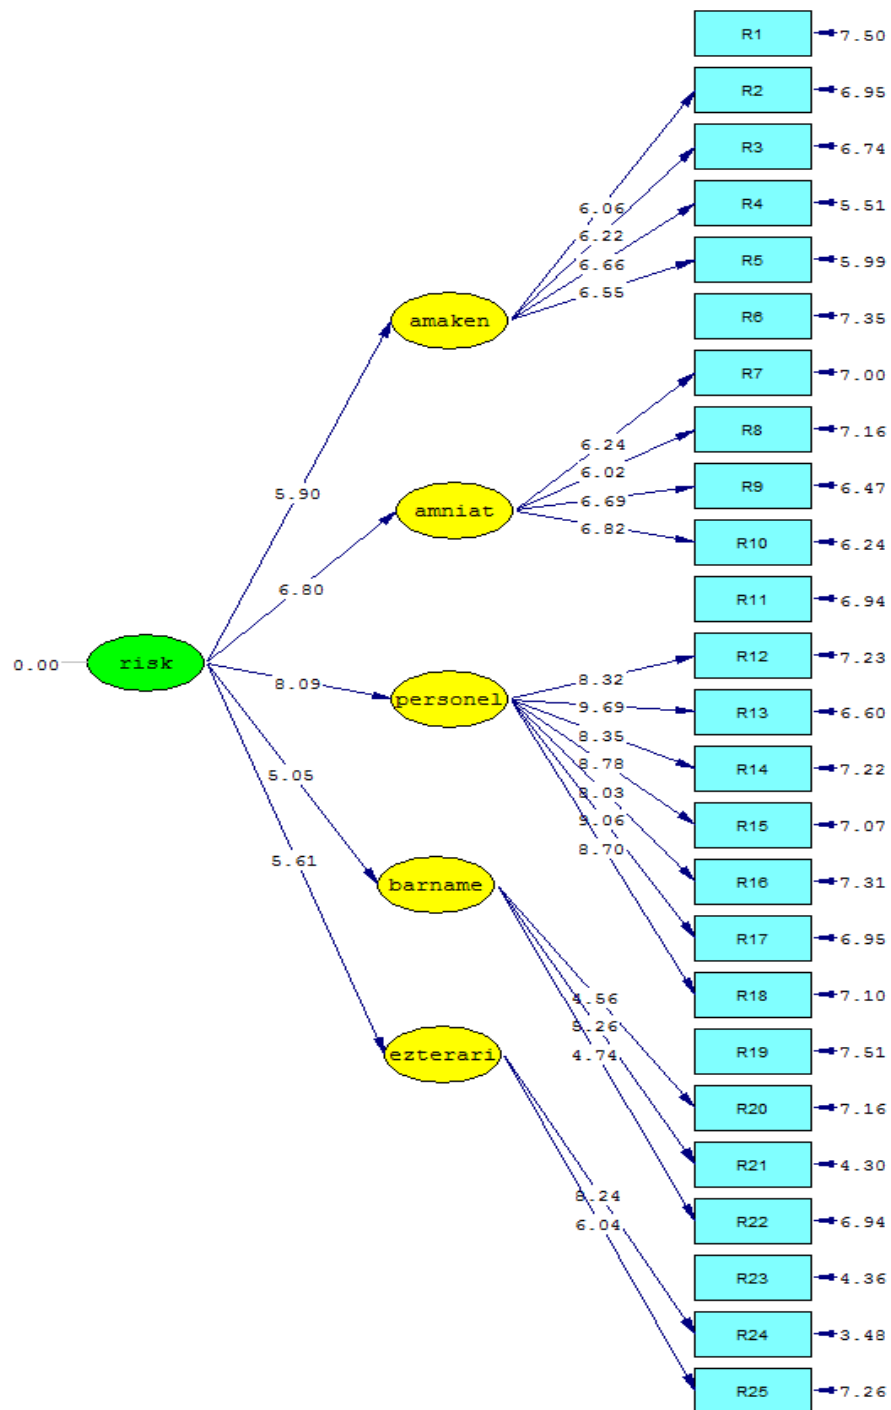 R1 7.50
R2 6.95
R3 6.74
R4 5.51
R5 5.99
R6 7.35
R7 7.00
R8 7.16
R9 6.47
R10 6.24
R11 6.94
R12 7.23
R13 6.60
R14 7.22
R15 7.07
R16 7.31
R17 6.95
R18 7.10
R19 7.51
R20 7.16
R21 4.30
R22 6.94
R23 4.36
R24 3.48
R25 7.26
6.06
6.22
6.66
6.55
amaken
6.24
6.02
6.69
6.82
amniat
5.90
6.80
0.00 risk
8.09
personel
8.32
9.69
8.35
8.78
8.03
9.06
8.70
5.05
5.61
barname
4.56
5.26
4.74
ezterari
8.24
6.04